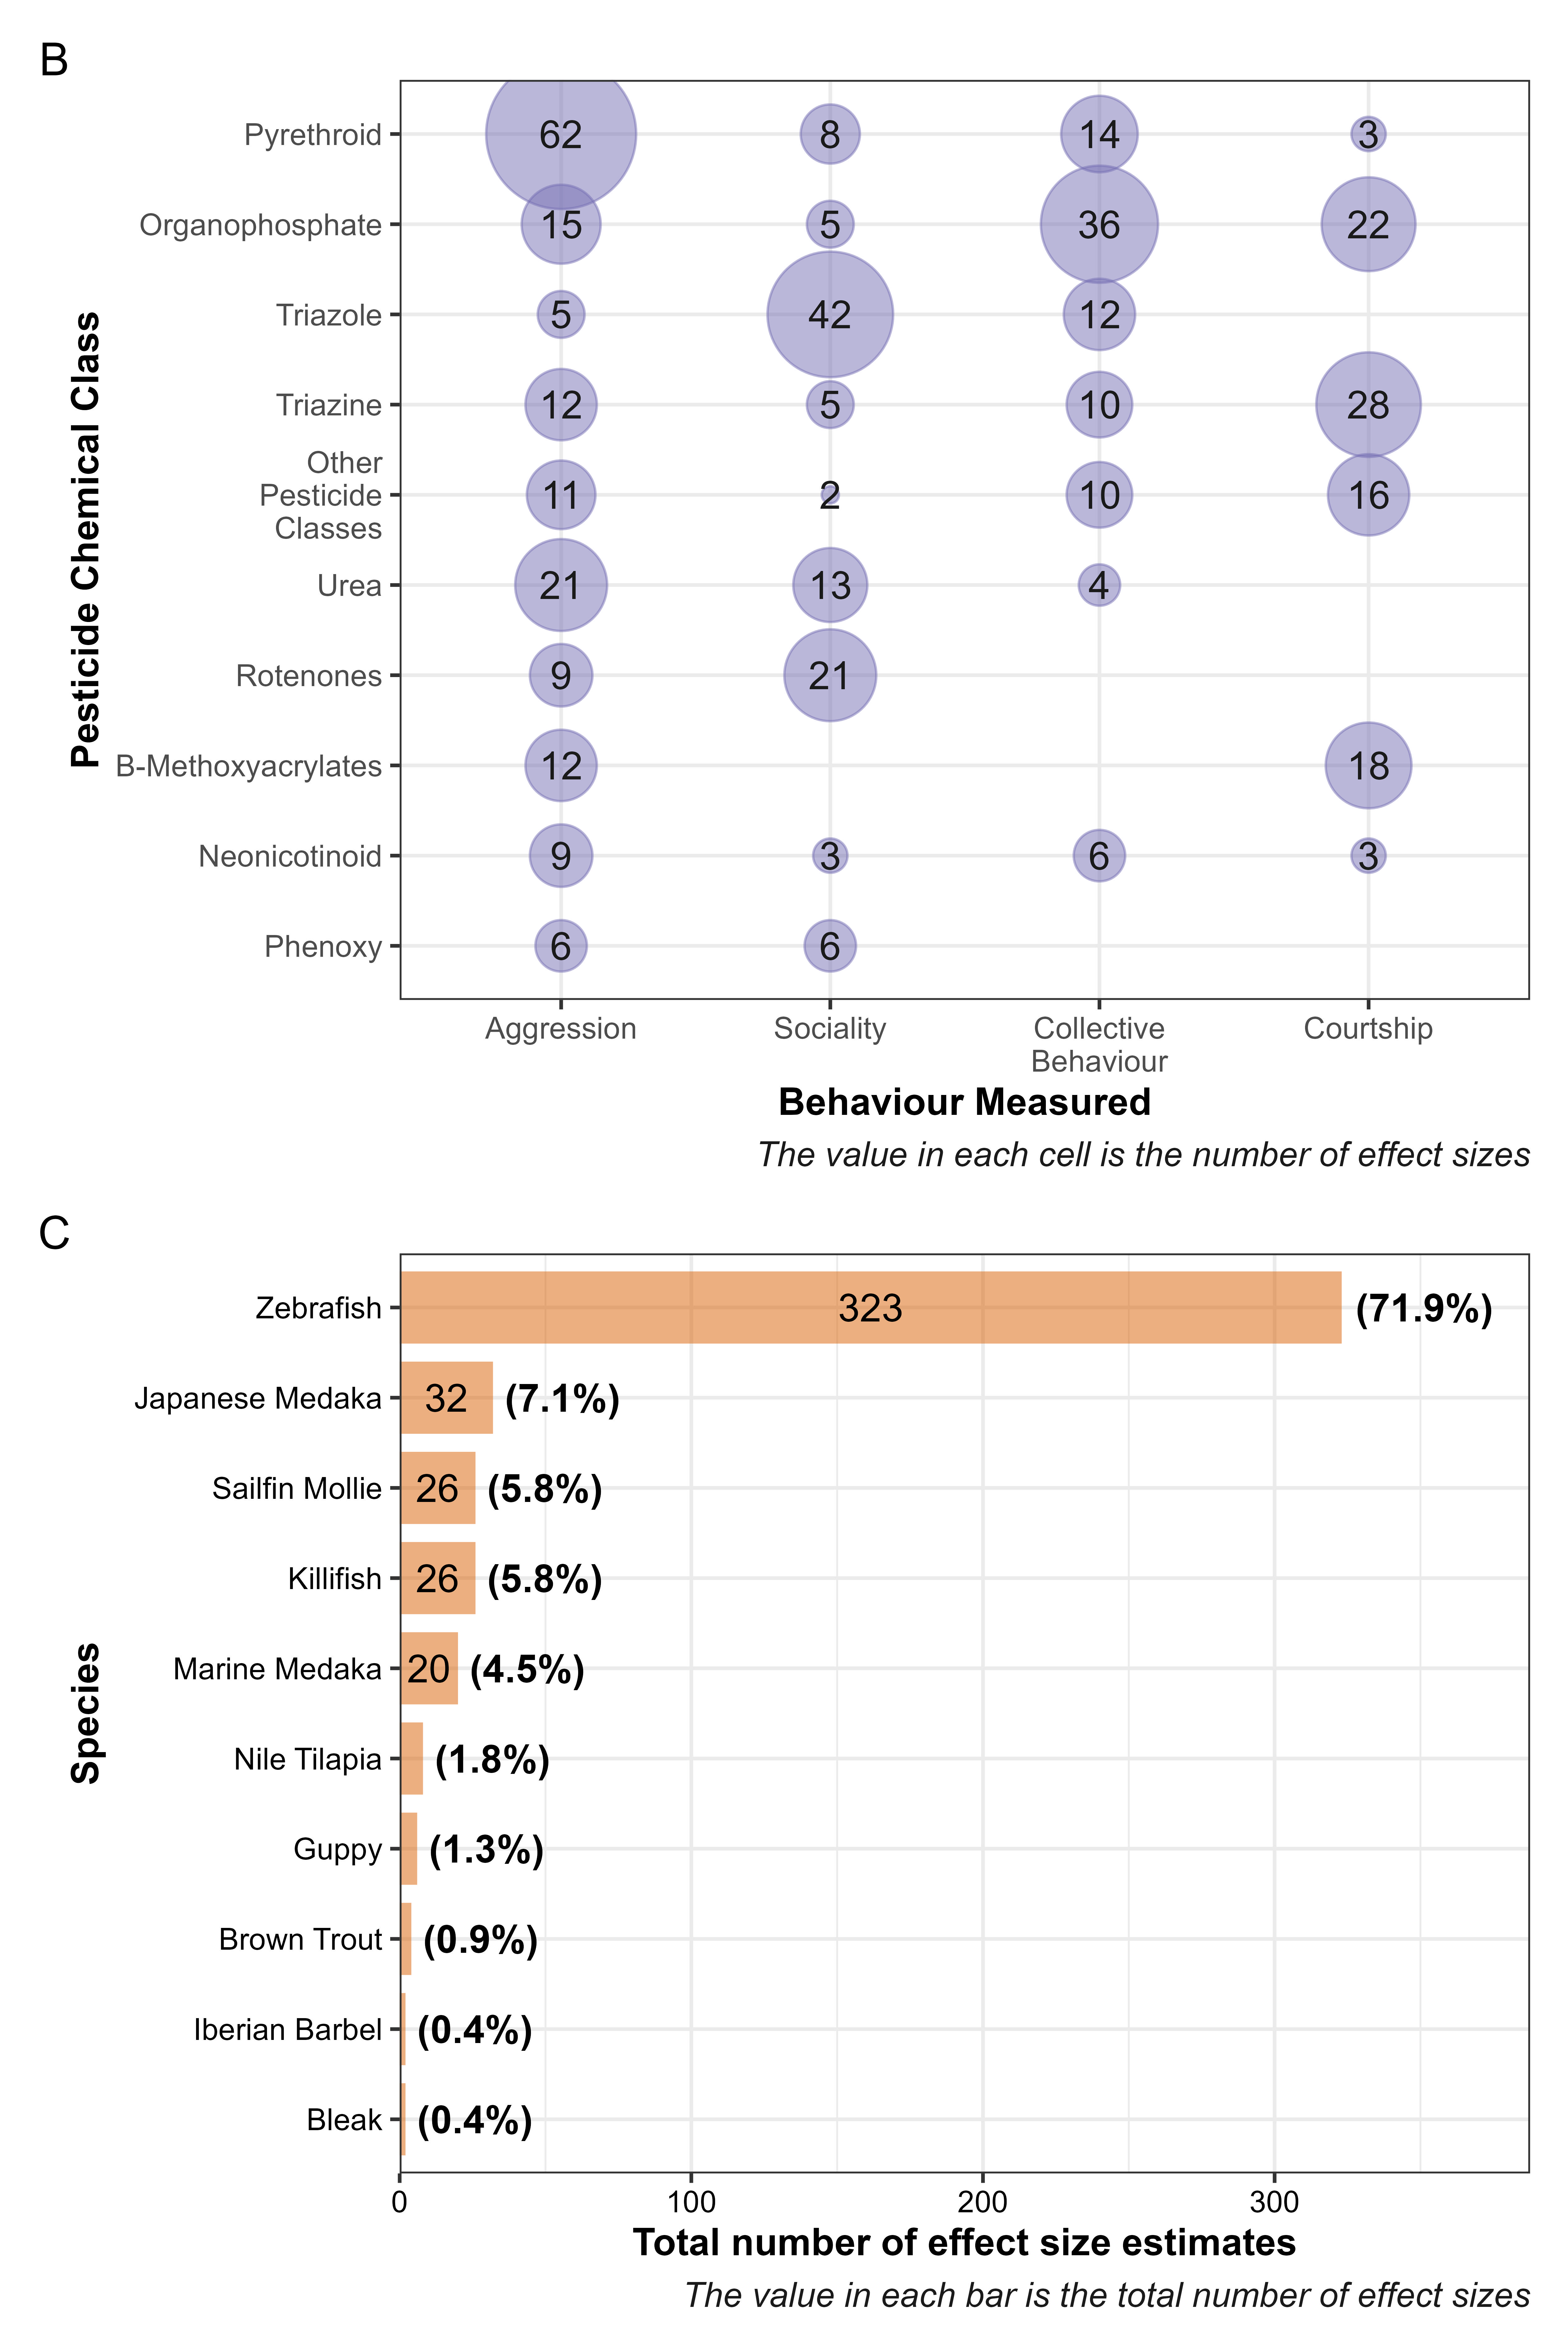 B
Pyrethroid 62 8 14 3
Organophosphate 15 5 36 22
Triazole 5 42 12
Triazine 12 5 10 28
Other
Pesticide
Classes
11 2 10 16
Urea 21 13 4
Rotenones 9 21
B-Methoxyacrylates 12 18
Neonicotinoid 9 3 6 3
Phenoxy 6 6
Pesticide Chemical Class
Aggression Sociality Collective Courtship
Behaviour
Behaviour Measured
The value in each cell is the number of effect sizes
C
Zebrafish 323 (71.9%)
Japanese Medaka 32 (7.1%)
Sailfin Mollie 26 (5.8%)
Killifish 26 (5.8%)
Marine Medaka 20 (4.5%)
Nile Tilapia (1.8%)
Guppy (1.3%)
Brown Trout (0.9%)
Iberian Barbel (0.4%)
Bleak (0.4%)
Species
0 100 200 300
Total number of effect size estimates
The value in each bar is the total number of effect sizes